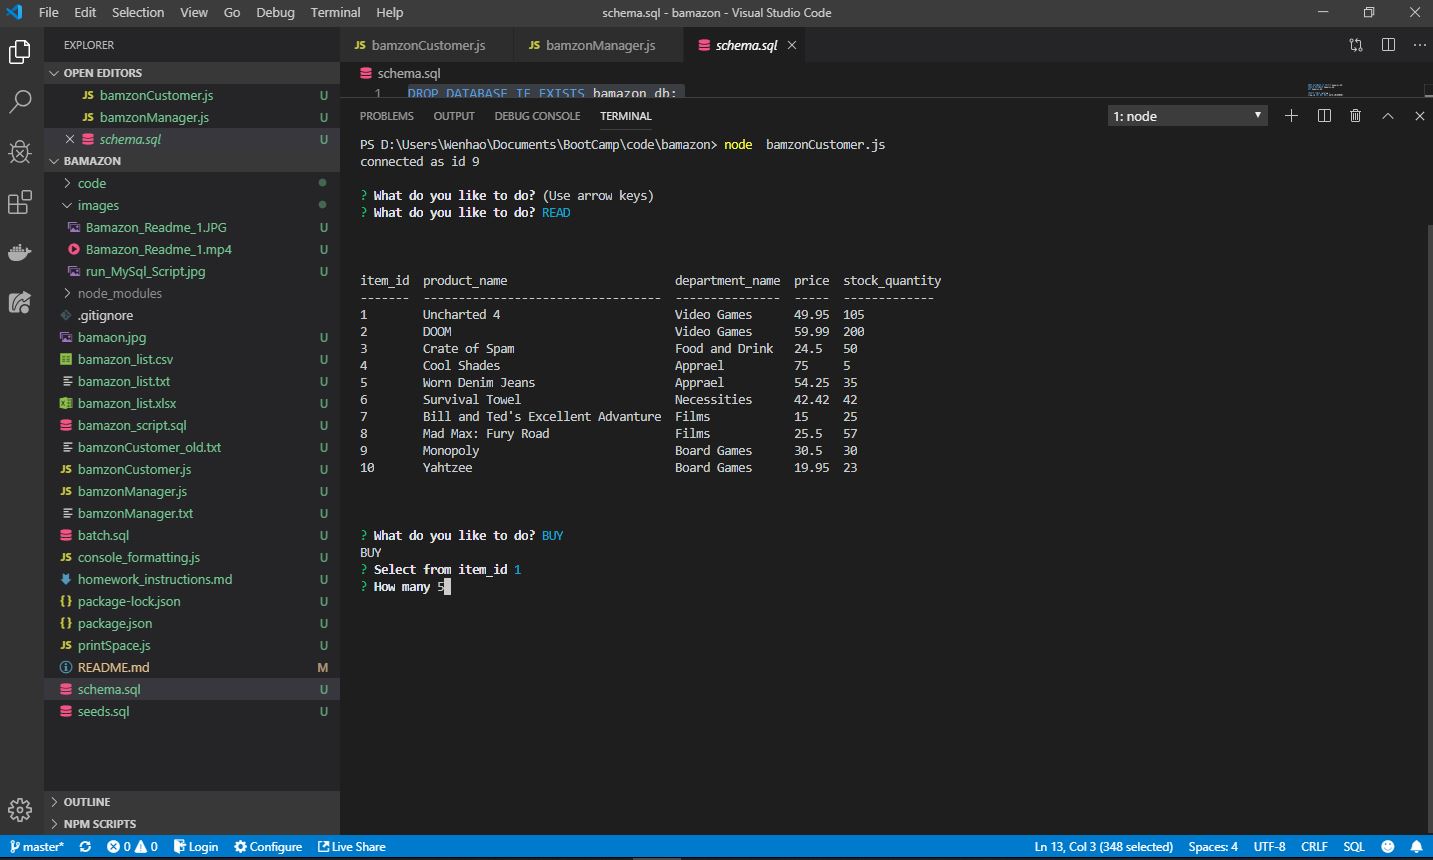 File Edit Selection View Go Debug Terminal Help schema.sql - bamazon - Visual Studio Code
EXPLORER
OPEN EDITORS
JS bamzonCustomer.js U
JS bamzonManager.js U
schema.sql U
BAMAZON
code
images
Bamazon_Readme_1.JPG U
Bamazon_Readme_1.mp4 U
run_MySql_Script.jpg U
node_modules
.gitignore
bamaon.jpg U
bamazon_list.csv U
bamazon_list.txt U
bamazon_list.xlsx U
bamazon_script.sql U
bamzonCustomer_old.txt U
JS bamzonCustomer.js U
JS bamzonManager.js U
bamzonManager.txt U
batch.sql U
JS console_formatting.js U
homework_instructions.md U
{} package-lock.json U
{} package.json U
JS printSpace.js U
README.md M
schema.sql U
seeds.sql U
OUTLINE
NPM SCRIPTS
JS bamzonCustomer.js JS bamzonManager.js schema.sql
schema.sql
1 DROP DATABASE IF EXISTS bamazon_db;
PROBLEMS OUTPUT DEBUG CONSOLE TERMINAL 1: node
PS D:\Users\Wenhao\Documents\BootCamp\code\bamazon> node bamzonCustomer.js
connected as id 9
? What do you like to do? (Use arrow keys)
? What do you like to do? READ
item_id product_name department_name price stock_quantity
------- ---------------------------------- --------------- ----- -------------
1 Uncharted 4 Video Games 49.95 105
2 DOOM Video Games 59.99 200
3 Crate of Spam Food and Drink 24.5 50
4 Cool Shades Apprael 75 5
5 Worn Denim Jeans Apprael 54.25 35
6 Survival Towel Necessities 42.42 42
7 Bill and Ted's Excellent Advanture Films 15 25
8 Mad Max: Fury Road Films 25.5 57
9 Monopoly Board Games 30.5 30
10 Yahtzee Board Games 19.95 23
? What do you like to do? BUY
BUY
? Select from item_id 1
? How many 5
master* 0 0 Login Configure Live Share Ln 13, Col 3 (348 selected) Spaces: 4 UTF-8 CRLF SQL